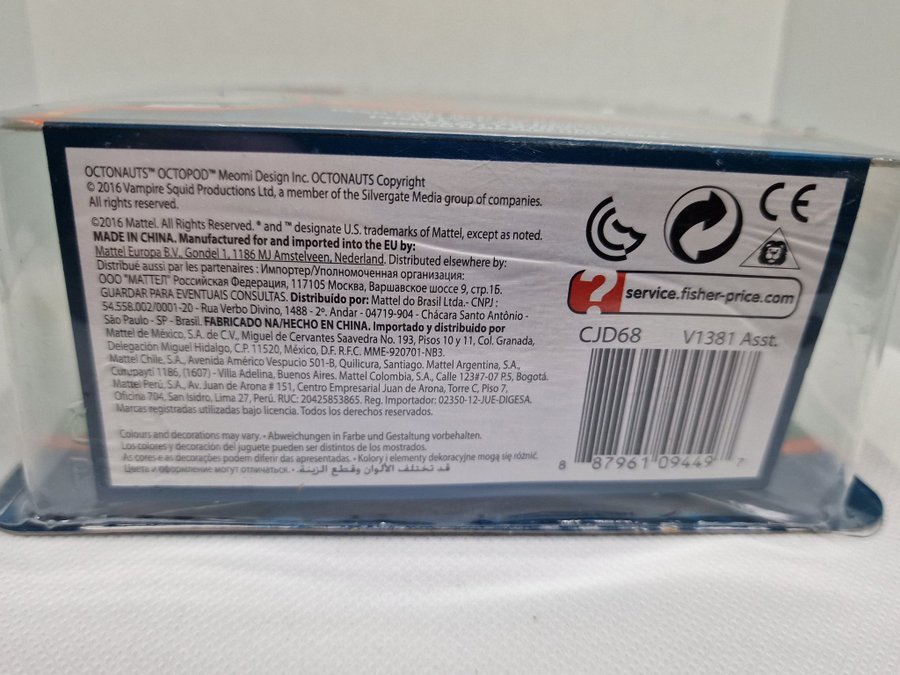 OCTONAUTS™ OCTOPOD™ Meomi Design Inc. OCTONAUTS Copyright
© 2016 Vampire Squid Productions Ltd, a member of the Silvergate Media group of companies.
All rights reserved.
©2016 Mattel. All Rights Reserved. ® and ™ designate U.S. trademarks of Mattel, except as noted.
MADE IN CHINA. Manufactured for and imported into the EU by:
Mattel Europa B.V., Gondel 1, 1186 MJ Amstelveen, Nederland. Distributed elsewhere by:
Distribué aussi par les partenaires : Импортер/Уполномоченная организация:
ООО "МАТТЕЛ" Российская Федерация, 117105 Москва, Варшавское шоссе 9, стр.1Б.
GUARDAR PARA EVENTUAIS CONSULTAS. Distribuído por: Mattel do Brasil Ltda.- CNPJ :
54.558.002/0001-20 - Rua Verbo Divino, 1488 - 2º. Andar - 04719-904 - Chácara Santo Antônio -
São Paulo - SP - Brasil. FABRICADO NA/HECHO EN CHINA. Importado y distribuido por
Mattel de México, S.A. de C.V., Miguel de Cervantes Saavedra No. 193, Pisos 10 y 11, Col. Granada,
Delegación Miguel Hidalgo, C.P. 11520, México, D.F. R.F.C. MME-920701-NB3.
Mattel Chile, S.A., Avenida Américo Vespucio 501-B, Quilicura, Santiago. Mattel Argentina, S.A.,
Curupayti 1186, (1607) - Villa Adelina, Buenos Aires. Mattel Colombia, S.A., Calle 123#7-07 P.5, Bogotá.
Mattel Perú, S.A., Av. Juan de Arona # 151, Centro Empresarial Juan de Arona, Torre C, Piso 7,
Oficina 704, San Isidro, Lima 27, Perú. RUC: 20425853865. Reg. Importador: 02350-12-JUE-DIGESA.
Marcas registradas utilizadas bajo licencia. Todos los derechos reservados.
Colours and decorations may vary. • Abweichungen in Farbe und Gestaltung vorbehalten.
Los colores y decoración del juguete pueden ser distintos de los mostrados.
As cores e as decorações podem diferir das apresentadas. • Kolory i elementy dekoracyjne mogą się różnić.
Цвета и оформление могут отличаться. • قد تختلف الألوان وقطع الزينة.
CE
? service.fisher-price.com
CJD68 V1381 Asst.
8 87961 09449 7